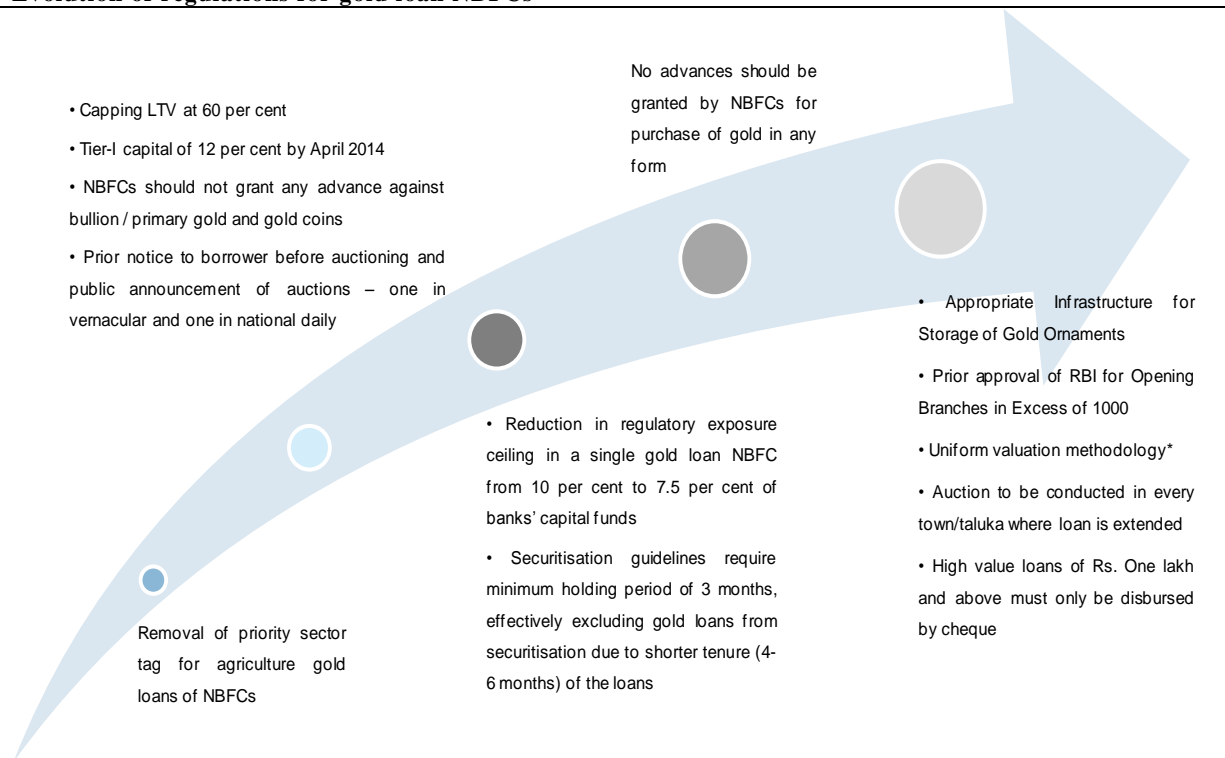 Evolution of regulations for gold loan NBFCs
• Capping LTV at 60 per cent
• Tier-I capital of 12 per cent by April 2014
• NBFCs should not grant any advance against
bullion / primary gold and gold coins
• Prior notice to borrower before auctioning and
public announcement of auctions – one in
vernacular and one in national daily
No advances should be
granted by NBFCs for
purchase of gold in any
form
Removal of priority sector
tag for agriculture gold
loans of NBFCs
• Reduction in regulatory exposure
ceiling in a single gold loan NBFC
from 10 per cent to 7.5 per cent of
banks' capital funds
• Securitisation guidelines require
minimum holding period of 3 months,
effectively excluding gold loans from
securitisation due to shorter tenure (4-
6 months) of the loans
• Appropriate Infrastructure for
Storage of Gold Ornaments
• Prior approval of RBI for Opening
Branches in Excess of 1000
• Uniform valuation methodology*
• Auction to be conducted in every
town/taluka where loan is extended
• High value loans of Rs. One lakh
and above must only be disbursed
by cheque